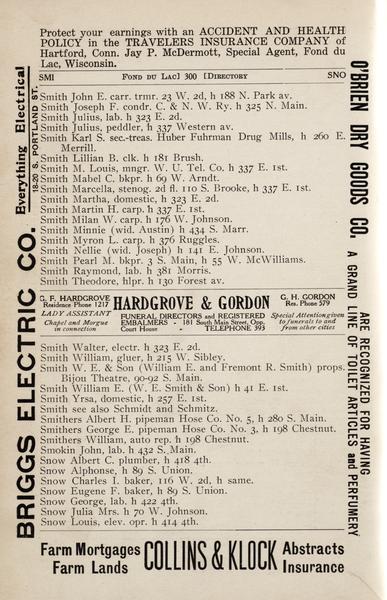 Protect your earnings with an ACCIDENT AND HEALTH
POLICY in the TRAVELERS INSURANCE COMPANY of
Hartford, Conn. Jay P. McDermott, Special Agent, Fond du
Lac, Wisconsin.
SMI FOND DU LAC] 300 [DIRECTORY SNO
Smith John E. carr. trmr. 23 W. 2d, h 188 N. Park av.
Smith Joseph F. condr. C. & N. W. Ry. h 325 N. Main.
Smith Julius, lab. h 323 E. 2d.
Smith Julius, peddler, h 337 Western av.
Smith Karl S. sec.-treas. Huber Fuhrman Drug Mills, h 260 E.
Merrill.
Smith Lillian B. clk. h 181 Brush.
Smith M. Louis, mngr. W. U. Tel. Co. h 337 E. 1st.
Smith Mabel C. bkpr. h 69 W. Arndt.
Smith Marcella, stenog. 2d fl. 110 S. Brooke, h 337 E. 1st.
Smith Martha, domestic, h 323 E. 2d.
Smith Martin H. carp. h 337 E. 1st.
Smith Milan W. carp. h 176 W. Johnson.
Smith Minnie (wid. Austin) h 434 S. Marr.
Smith Myron L. carp. h 376 Ruggles.
Smith Nellie (wid. Joseph) h 141 E. Johnson.
Smith Pearl M. bkpr. 3 S. Main, h 55 W. McWilliams.
Smith Raymond, lab. h 381 Morris.
Smith Theodore, hlpr. h 130 Forest av.
G. F. HARDGROVE
Residence Phone 1217
LADY ASSISTANT
Chapel and Morgue
in connection
HARDGROVE & GORDON
FUNERAL DIRECTORS and REGISTERED
EMBALMERS - 181 South Main Street, Opp.
Court House - TELEPHONE 393
G. H. GORDON
Res. Phone 579
Special Attention given
to funerals to and
from other cities
Smith Walter, electr. h 323 E. 2d.
Smith William, gluer, h 215 W. Sibley.
Smith W. E. & Son (William E. and Fremont R. Smith) props.
Bijou Theatre, 90-92 S. Main.
Smith William E. (W. E. Smith & Son) h 41 E. 1st.
Smith Yrsa, domestic, h 257 E. 1st.
Smith see also Schmidt and Schmitz.
Smithers Albert H. pipeman Hose Co. No. 5, h 280 S. Main.
Smithers George E. pipeman Hose Co. No. 3, h 198 Chestnut.
Smithers William, auto rep. h 198 Chestnut.
Smokin John, lab. h 432 S. Main.
Snow Albert C. plumber, h 418 4th.
Snow Alphonse, h 89 S. Union.
Snow Charles I. baker, 116 W. 2d, h same.
Snow Eugene F. baker, h 89 S. Union.
Snow George, lab. h 422 4th.
Snow Julia Mrs. h 70 W. Johnson.
Snow Louis, elev. opr. h 414 4th.
BRIGGS ELECTRIC CO. Everything Electrical
18-20 S. PORTLAND ST.
O'BRIEN DRY GOODS CO. ARE RECOGNIZED FOR HAVING
A GRAND LINE OF TOILET ARTICLES and PERFUMERY
Farm Mortgages
Farm Lands
COLLINS & KLOCK
Abstracts
Insurance